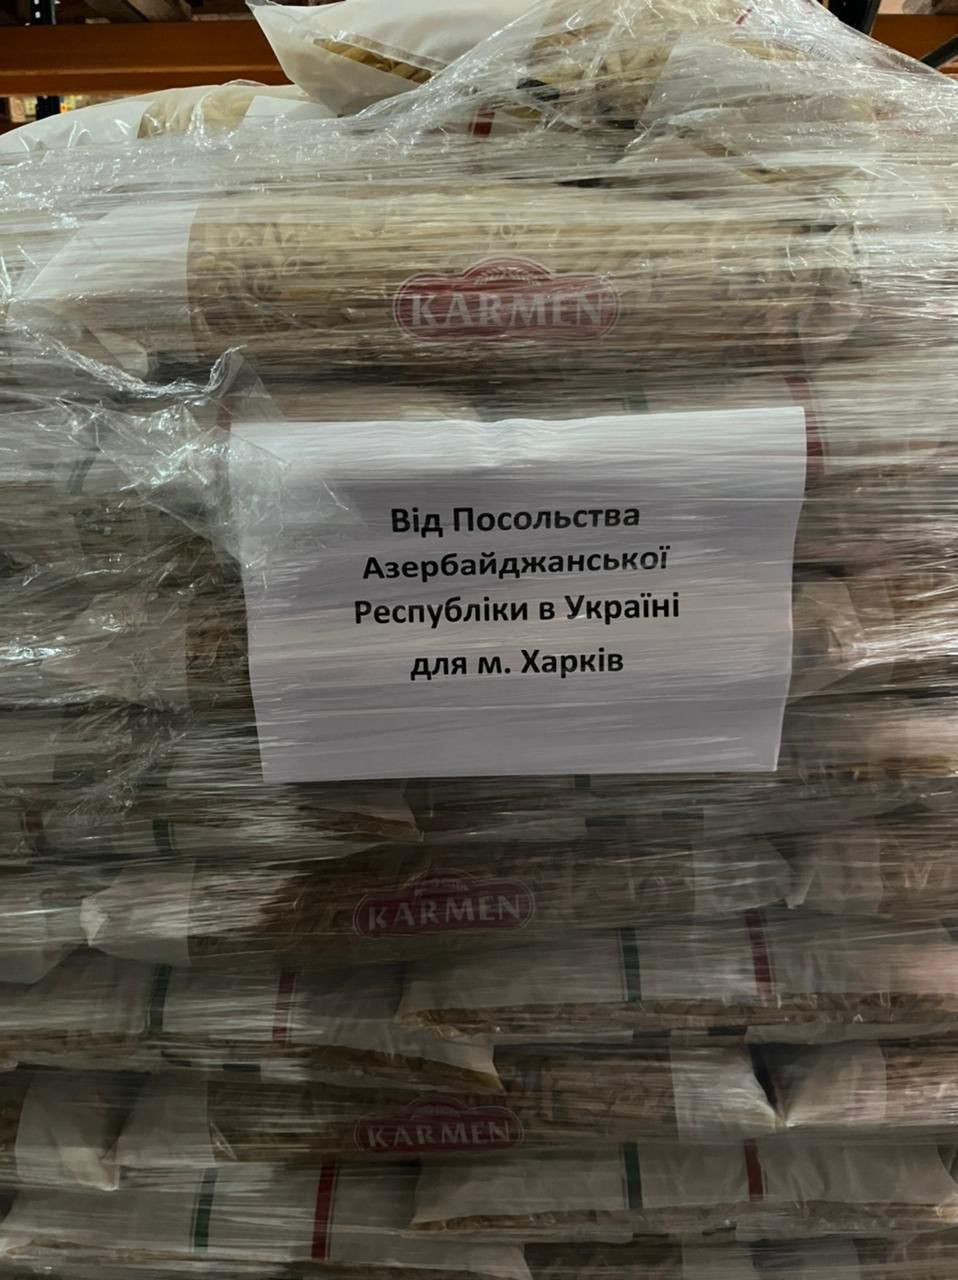 KARMEN
Від Посольства
Азербайджанської
Республіки в Україні
для м. Харків
KARMEN
KARMEN